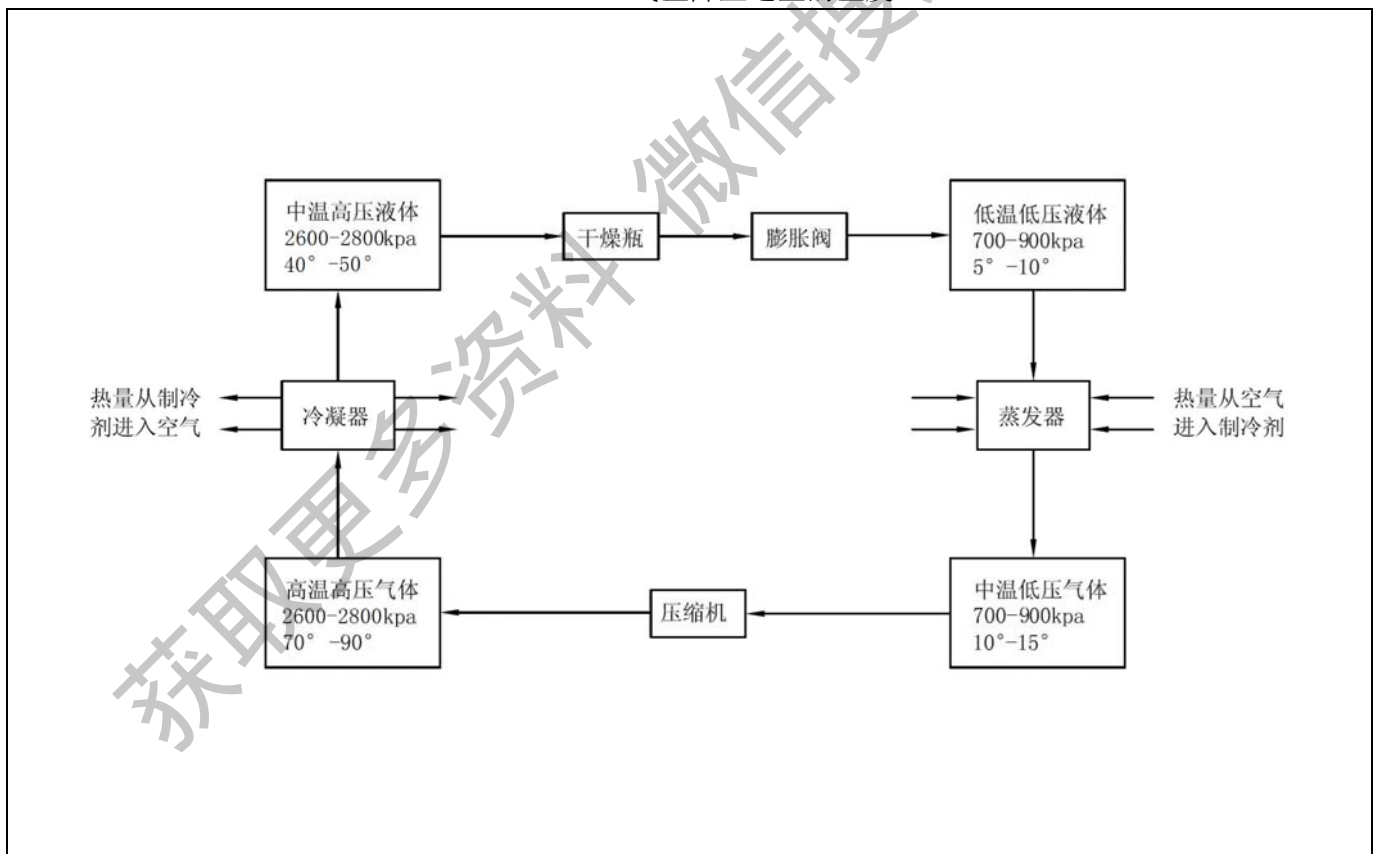 中温高压液体
2600-2800kpa
40° -50°
干燥瓶
膨胀阀
低温低压液体
700-900kpa
5° -10°
热量从制冷
剂进入空气
冷凝器
蒸发器
热量从空气
进入制冷剂
高温高压气体
2600-2800kpa
70° -90°
压缩机
中温低压气体
700-900kpa
10°-15°
获取更多资料 微信搜